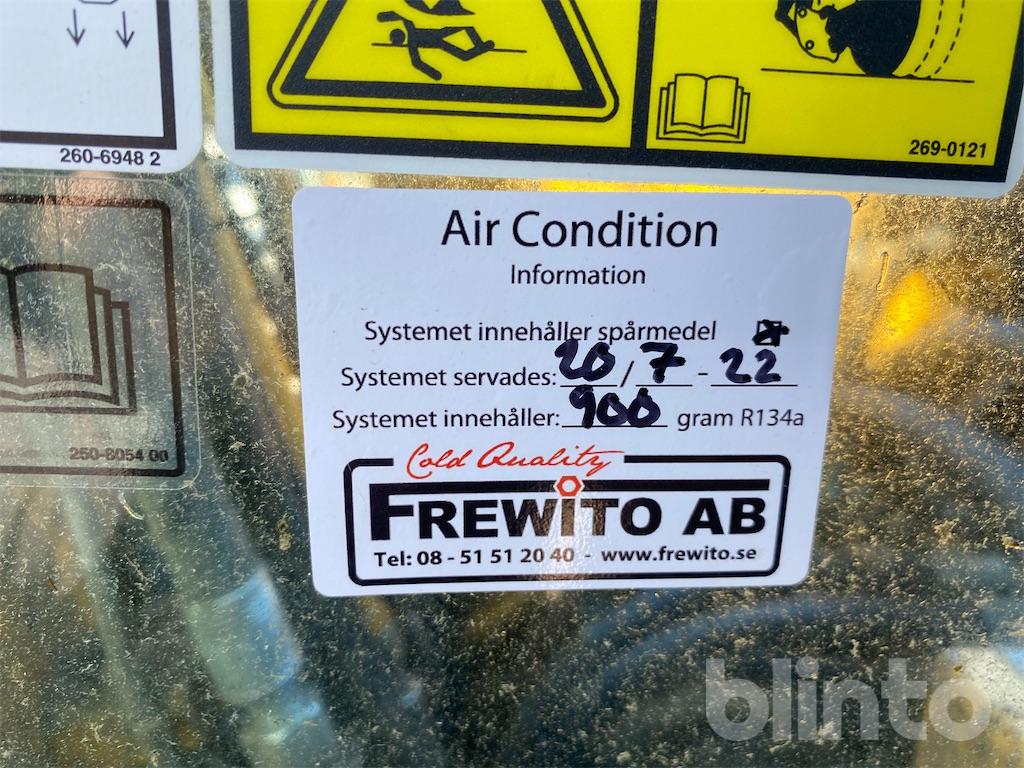 260-6948 2
269-0121
250-8054 00
Air Condition
Information
Systemet innehåller spårmedel
Systemet servades: 20 / 7 - 22
Systemet innehåller: 900 gram R134a
Cold Quality
FREWITO AB
Tel: 08 - 51 51 20 40 - www.frewito.se
blinto